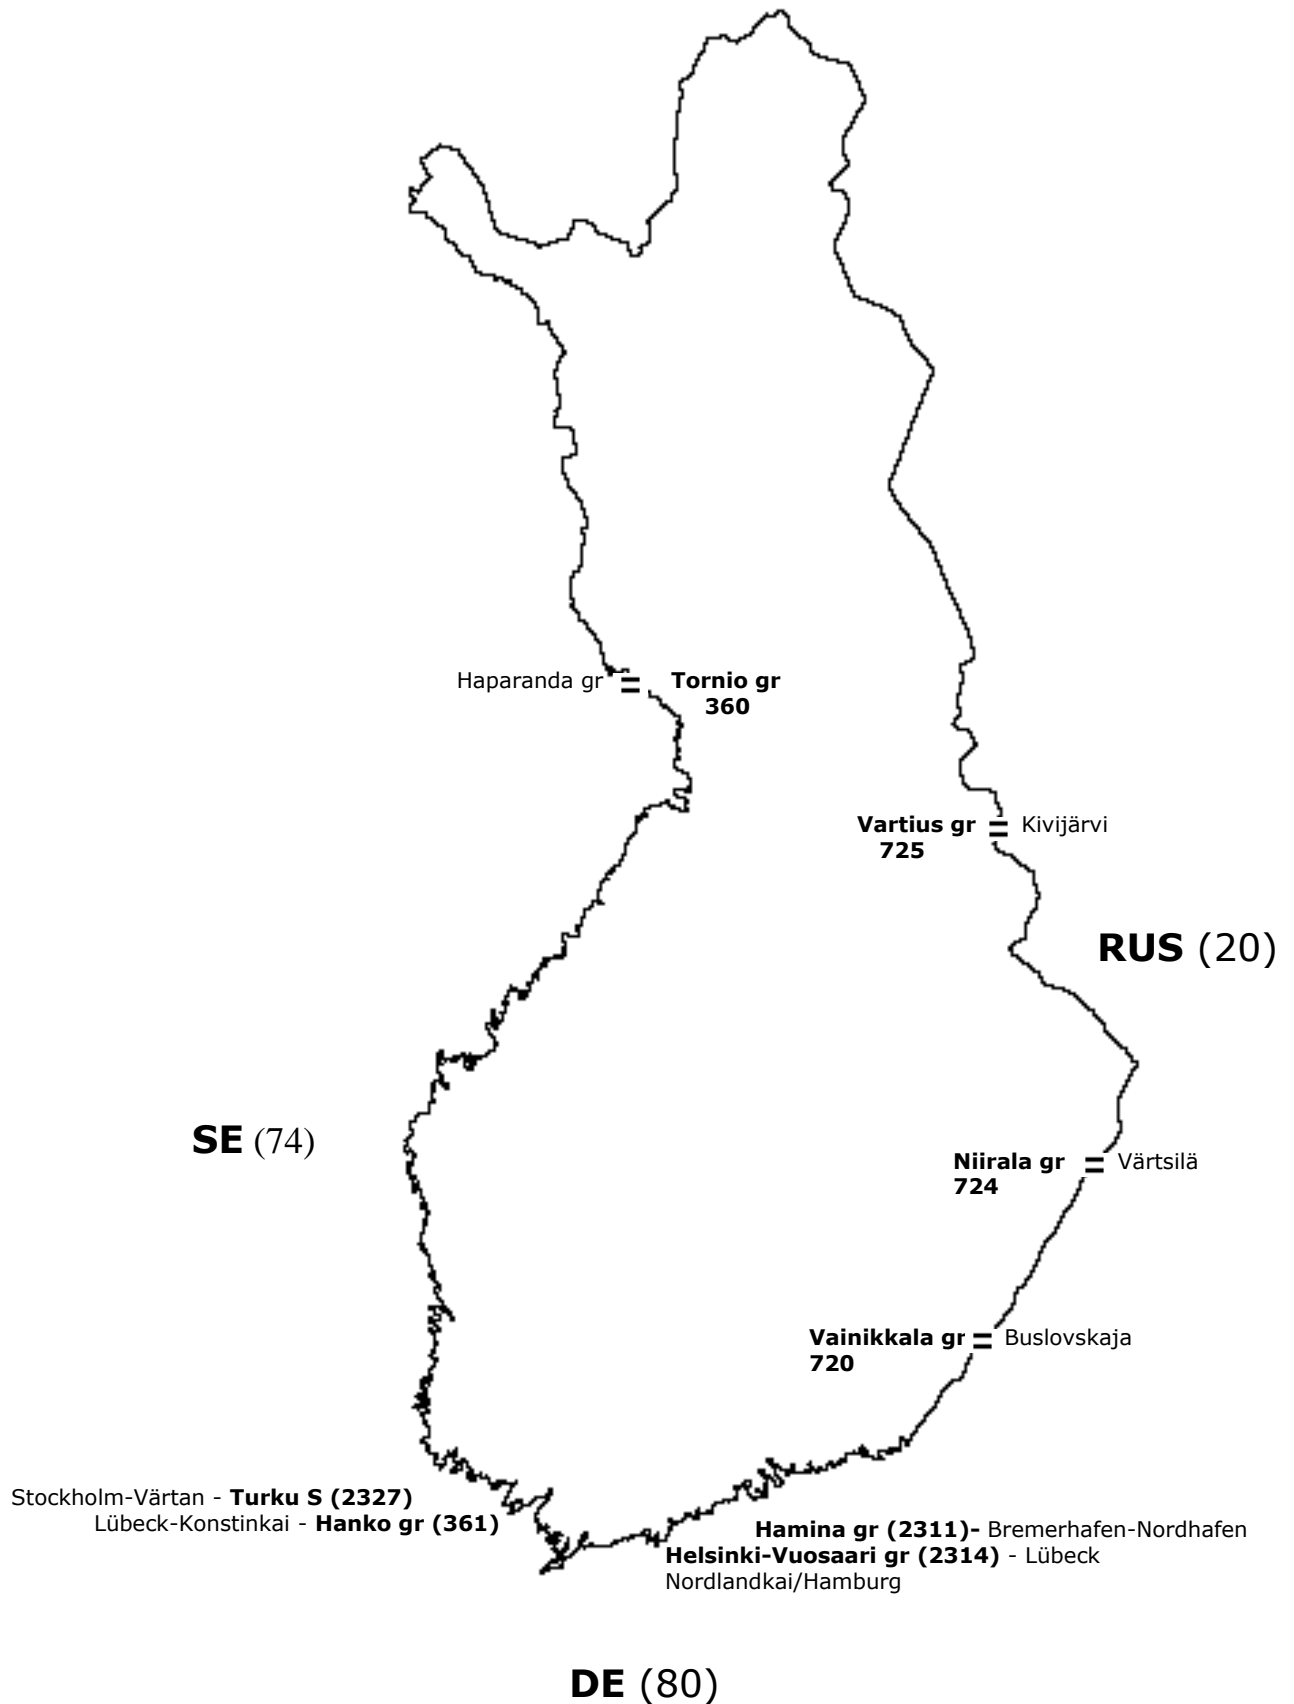 Haparanda gr
Tornio gr
360
Vartius gr
725
Kivijärvi
RUS (20)
SE (74)
Niirala gr
724
Värtsilä
Vainikkala gr
720
Buslovskaja
Stockholm-Värtan - Turku S (2327)
Lübeck-Konstinkai - Hanko gr (361)
Hamina gr (2311)- Bremerhafen-Nordhafen
Helsinki-Vuosaari gr (2314) - Lübeck
Nordlandkai/Hamburg
DE (80)